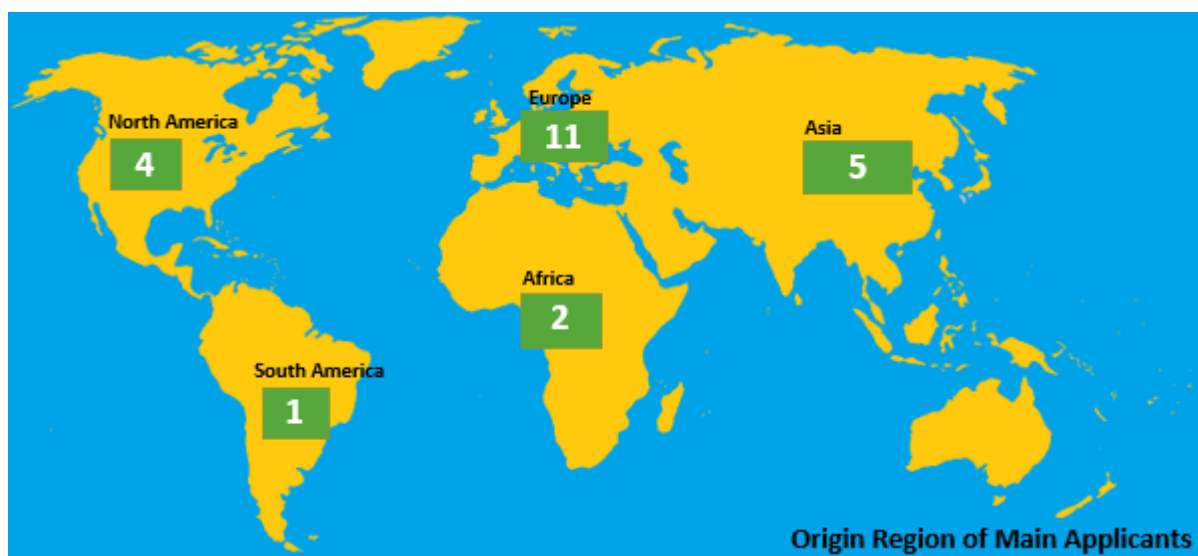 Europe
11
North America
4
Asia
5
Africa
2
South America
1
Origin Region of Main Applicants